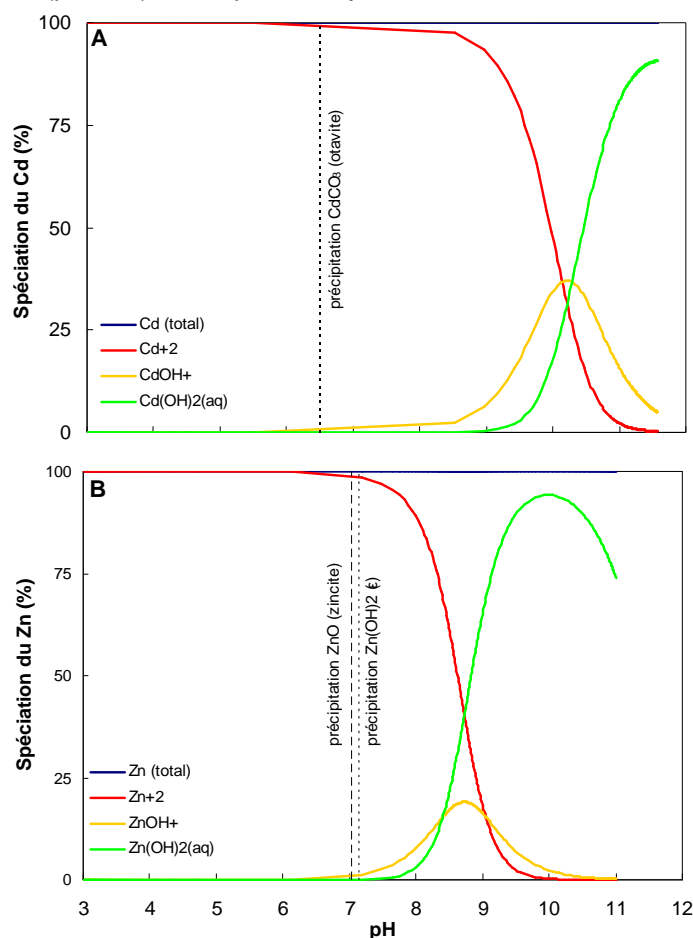 100
A
75
50
25
0
Spéciation du Cd (%)
précipitation CdCO3 (otavite)
Cd (total)
Cd+2
CdOH+
Cd(OH)2(aq)
100
B
75
50
25
0
Spéciation du Zn (%)
précipitation ZnO (zincite)
précipitation Zn(OH)2 (ε)
Zn (total)
Zn+2
ZnOH+
Zn(OH)2(aq)
3 4 5 6 7 8 9 10 11 12
pH